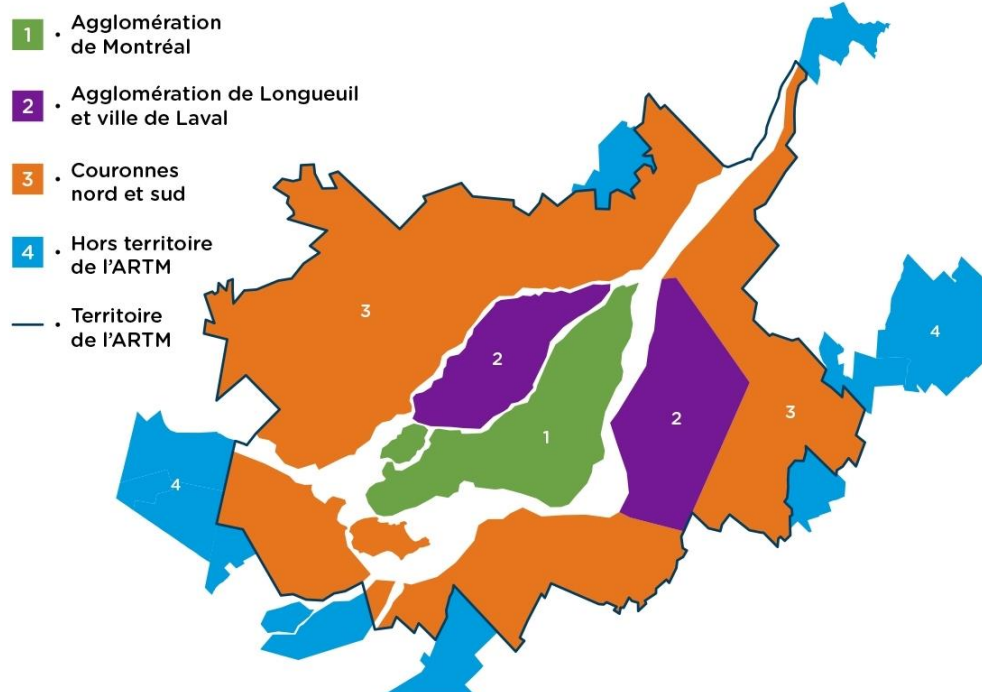 1 • Agglomération
de Montréal
2 • Agglomération de Longueuil
et ville de Laval
3 • Couronnes
nord et sud
4 • Hors territoire
de l'ARTM
• Territoire
de l'ARTM
3
4
2
2
3
1
4